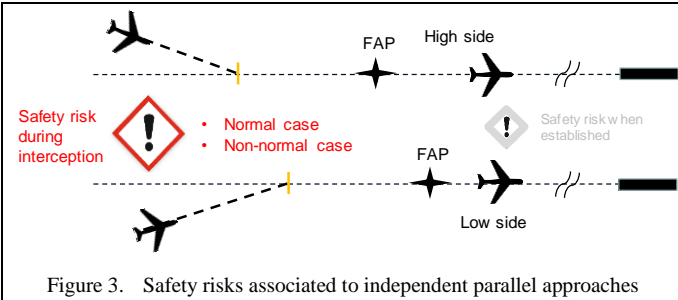 FAP
High side
Safety risk
during
interception
!
• Normal case
• Non-normal case
!
Safety risk when
established
FAP
Low side
Figure 3. Safety risks associated to independent parallel approaches